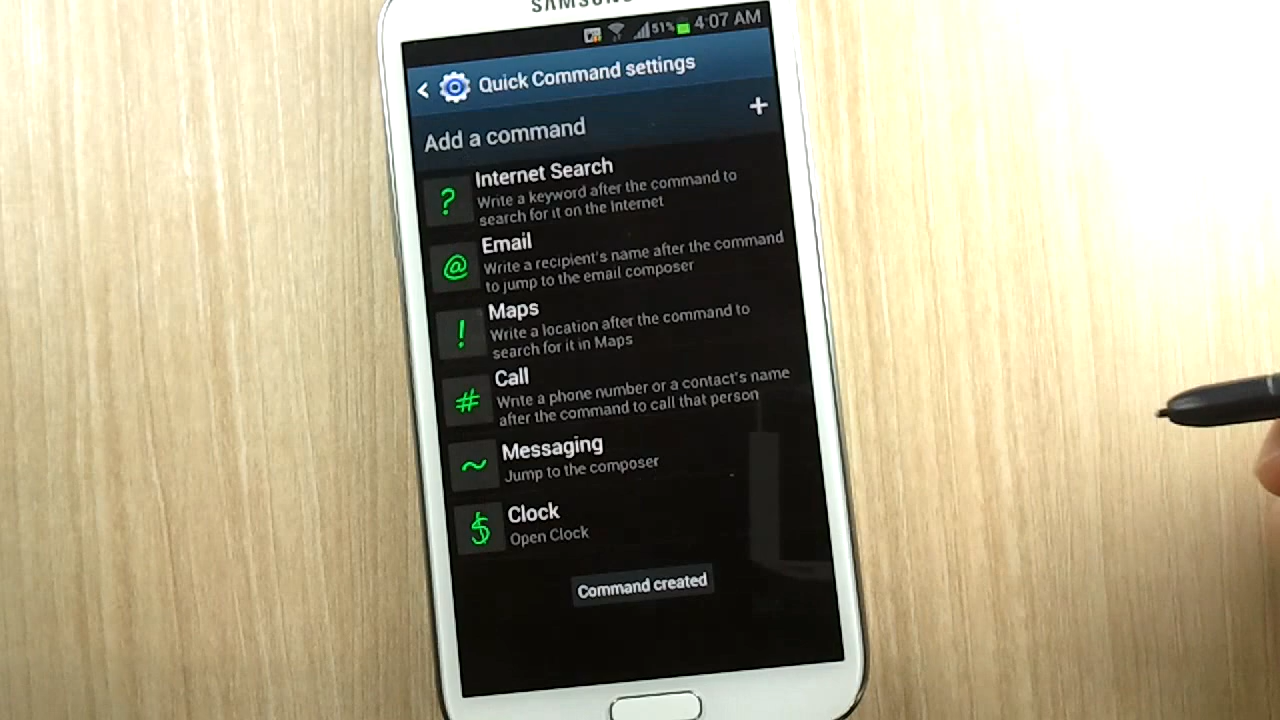 SAMSUNG
51% 4:07 AM
Quick Command settings
Add a command +
Internet Search
? Write a keyword after the command to
search for it on the Internet
Email
@ Write a recipient's name after the command
to jump to the email composer
Maps
! Write a location after the command to
search for it in Maps
Call
# Write a phone number or a contact's name
after the command to call that person
Messaging
~ Jump to the composer
Clock
$ Open Clock
Command created